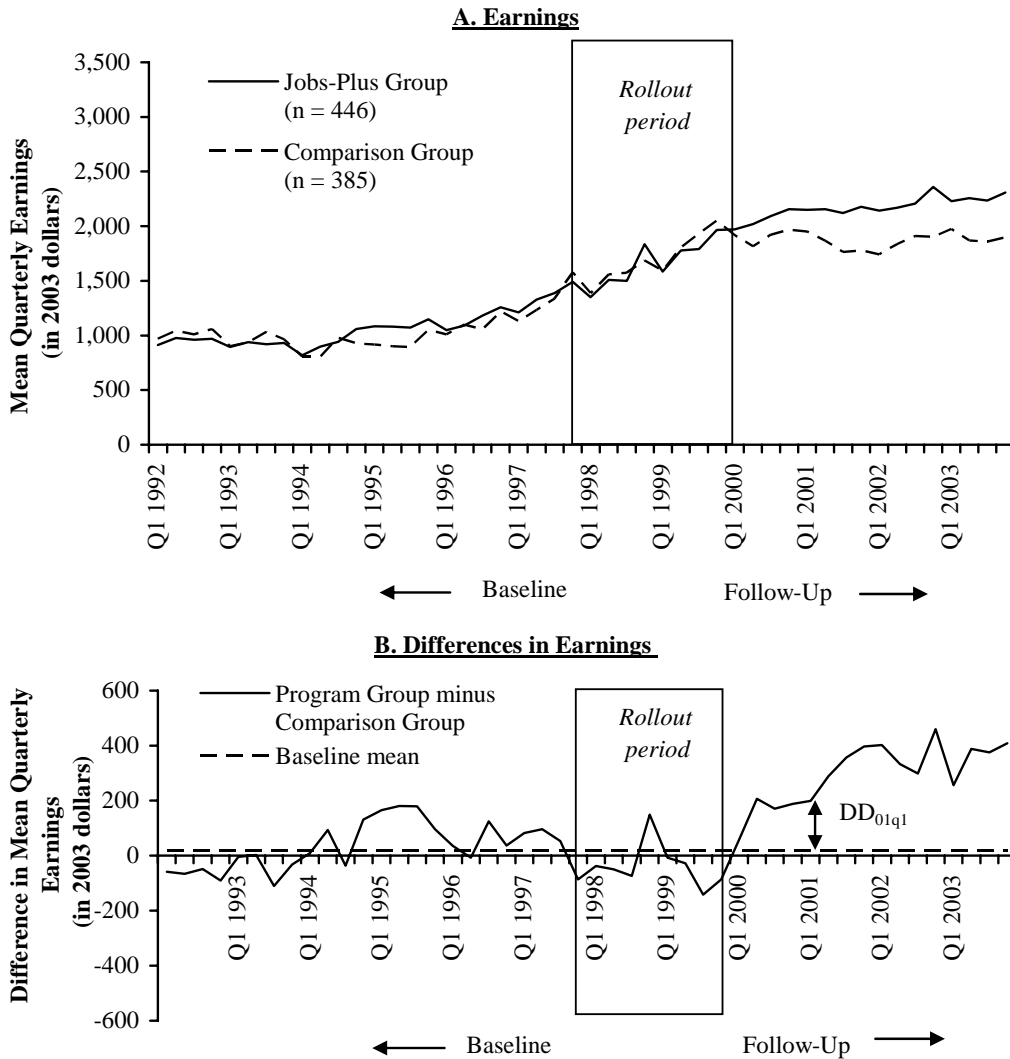 A. Earnings
3,500
3,000
2,500
2,000
1,500
1,000
500
0
Mean Quarterly Earnings
(in 2003 dollars)
Jobs-Plus Group
(n = 446)
Comparison Group
(n = 385)
Rollout
period
Q1 1992
Q1 1993
Q1 1994
Q1 1995
Q1 1996
Q1 1997
Q1 1998
Q1 1999
Q1 2000
Q1 2001
Q1 2002
Q1 2003
Baseline
Follow-Up
B. Differences in Earnings
600
400
200
0
-200
-400
-600
Difference in Mean Quarterly
Earnings
(in 2003 dollars)
Program Group minus
Comparison Group
Baseline mean
Rollout
period
DD01q1
Q1 1993
Q1 1994
Q1 1995
Q1 1996
Q1 1997
Q1 1998
Q1 1999
Q1 2000
Q1 2001
Q1 2002
Q1 2003
Baseline
Follow-Up